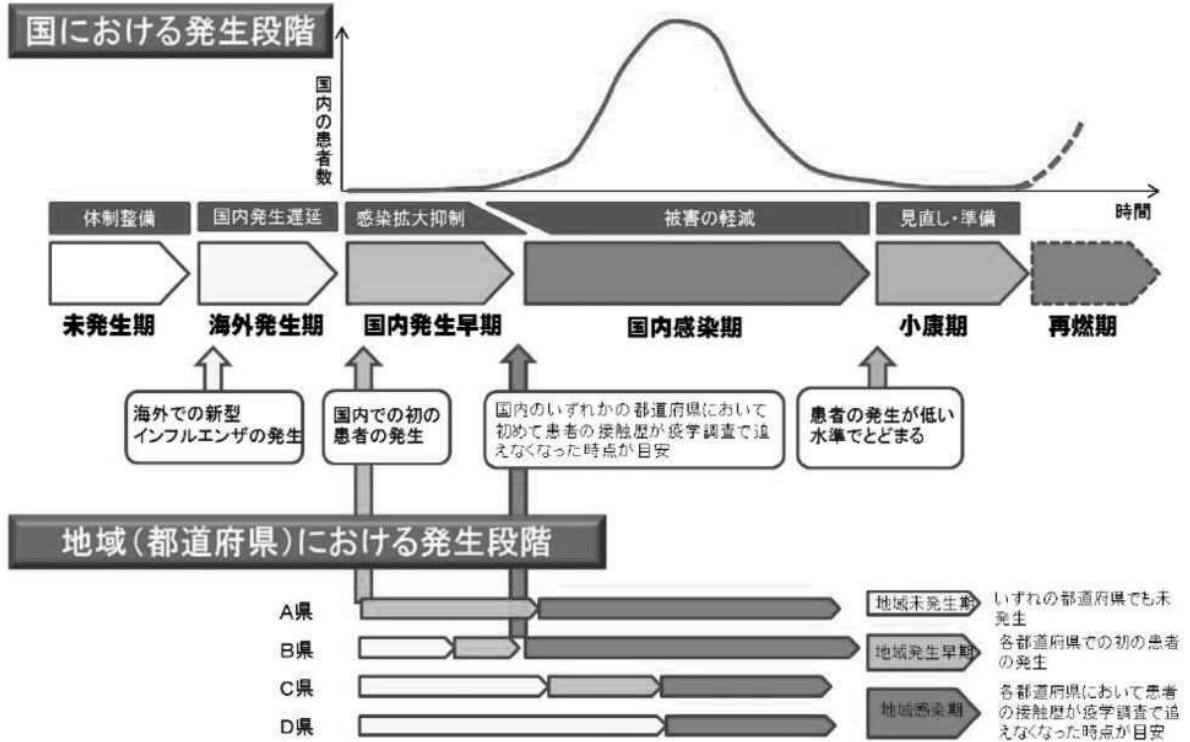 国における発生段階
国内の患者数
時間
体制整備
国内発生遅延
感染拡大抑制
被害の軽減
見直し・準備
未発生期
海外発生期
国内発生早期
国内感染期
小康期
再燃期
海外での新型
インフルエンザの発生
国内での初の
患者の発生
国内のいずれかの都道府県において
初めて患者の接触歴が疫学調査で追
えなくなった時点が目安
患者の発生が低い
水準でとどまる
地域(都道府県)における発生段階
A県
B県
C県
D県
地域未発生期
いずれの都道府県でも未
発生
地域発生早期
各都道府県での初の患者
の発生
地域感染期
各都道府県において患者
の接触歴が疫学調査で追
えなくなった時点が目安